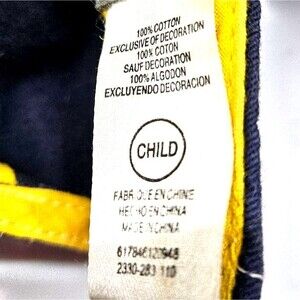 100% COTTON
EXCLUSIVE OF DECORATION
100% COTON
SAUF DECORATION
100% ALGODON
EXCLUYENDO DECORACION
CHILD
FABRIQUE EN CHINE
HECHO EN CHINA
MADE IN CHINA
617846120948
2330-283 110